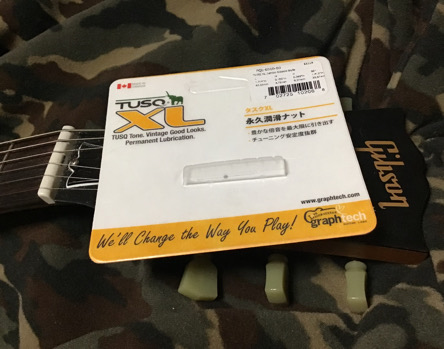 TUSQ
XL
TUSQ Tone. Vintage Good Looks.
Permanent Lubrication.
タスクXL
永久潤滑ナット
豊かな倍音を最大限に引き出す
チューニング安定度抜群
www.graphtech.com
graphtech
We'll Change the Way You Play!
Gibson